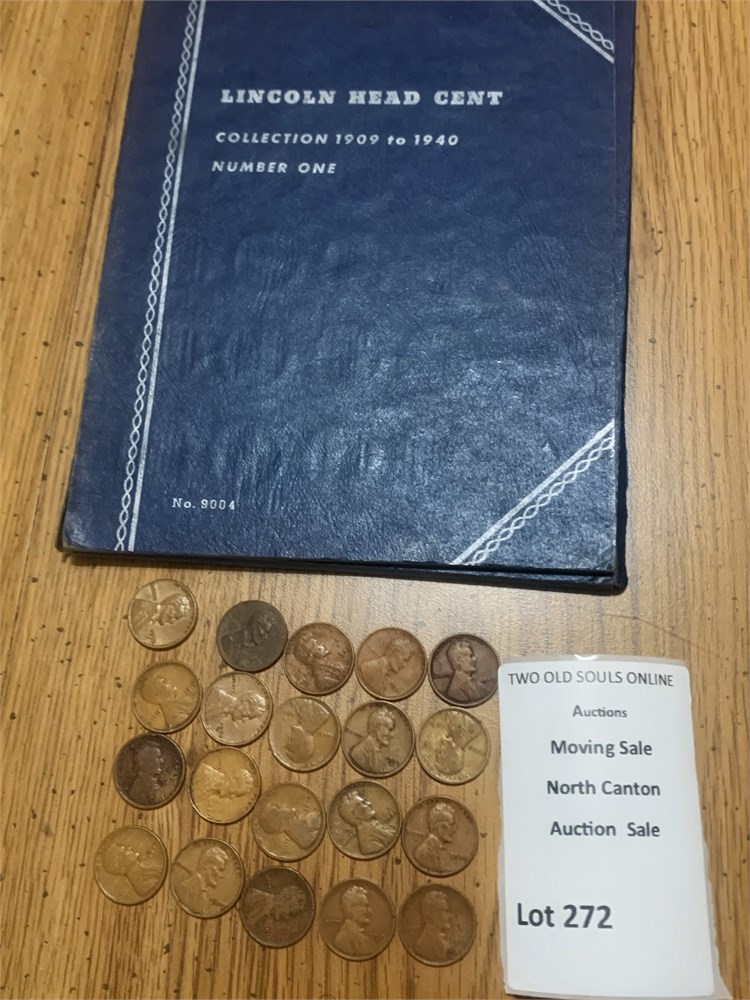 LINCOLN HEAD CENT
COLLECTION 1909 to 1940
NUMBER ONE
No. 9004
TWO OLD SOULS ONLINE
Auctions
Moving Sale
North Canton
Auction Sale
Lot 272